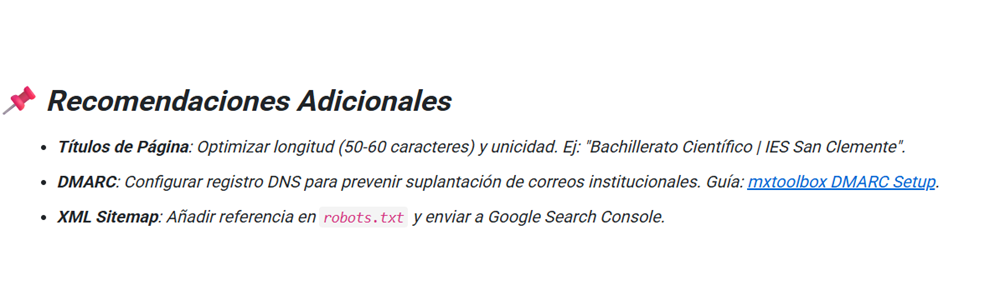 📌 Recomendaciones Adicionales
• Títulos de Página: Optimizar longitud (50-60 caracteres) y unicidad. Ej: "Bachillerato Científico | IES San Clemente".
• DMARC: Configurar registro DNS para prevenir suplantación de correos institucionales. Guía: mxtoolbox DMARC Setup.
• XML Sitemap: Añadir referencia en robots.txt y enviar a Google Search Console.